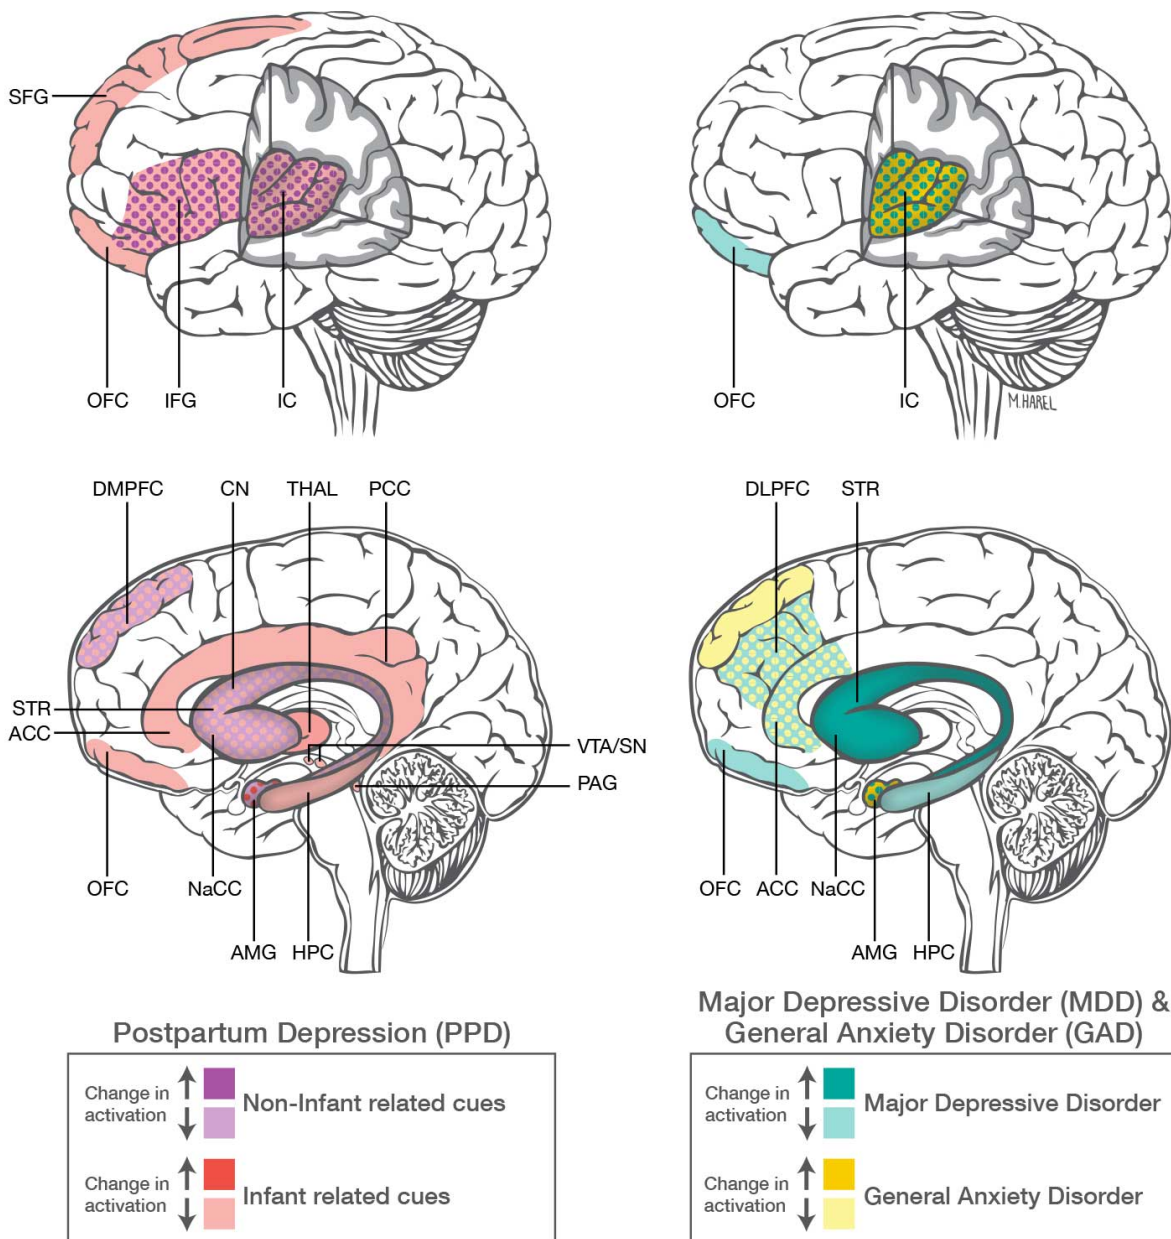 SFG
OFC IFG IC
OFC IC
M.HAREL
DMPFC CN THAL PCC
STR
ACC
VTA/SN
PAG
OFC NaCC
AMG HPC
DLPFC STR
OFC ACC NaCC
AMG HPC
Postpartum Depression (PPD)
Change in
activation
Non-Infant related cues
Change in
activation
Infant related cues
Major Depressive Disorder (MDD) &
General Anxiety Disorder (GAD)
Change in
activation
Major Depressive Disorder
Change in
activation
General Anxiety Disorder